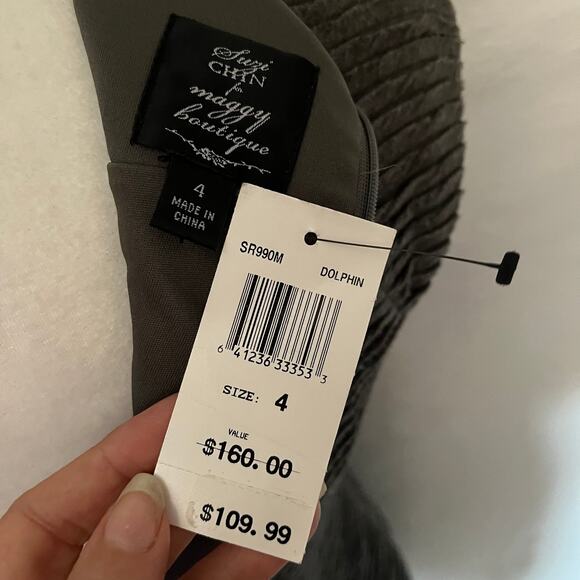 Suzi
CHIN
for
maggy
boutique
4
MADE IN
CHINA
SR990M DOLPHIN
6 41236 33353 3
SIZE: 4
VALUE
$160.00
$109.99